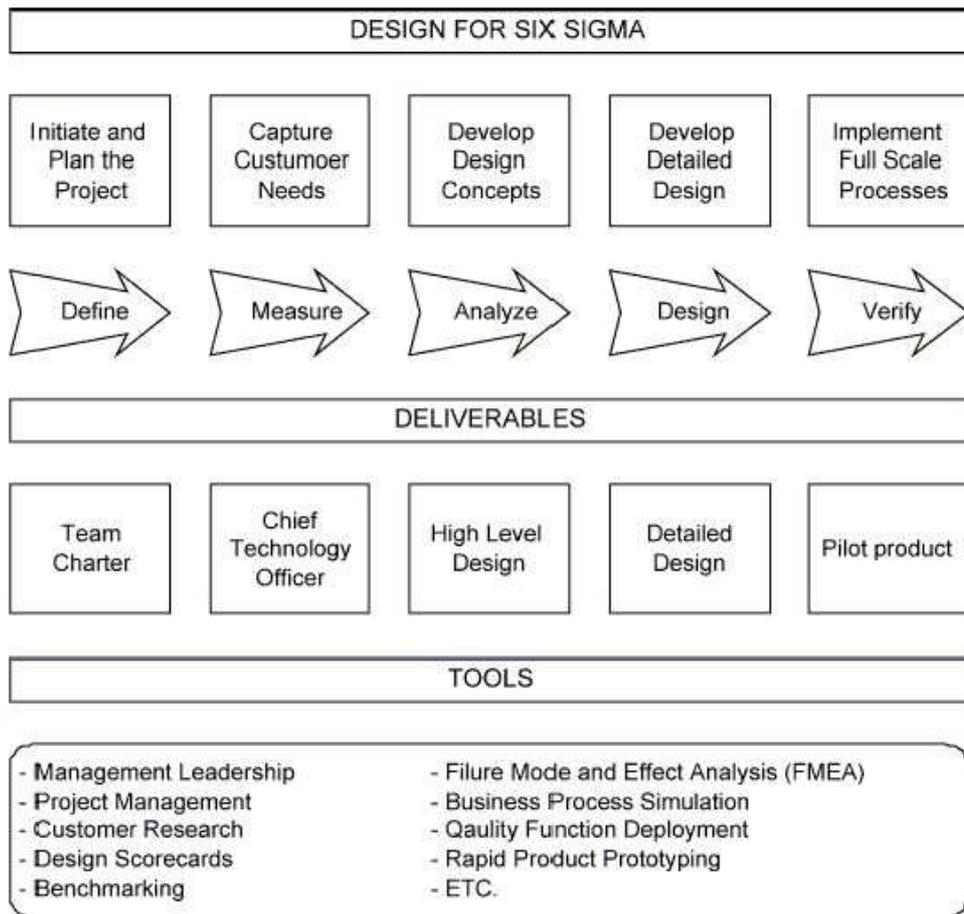 DESIGN FOR SIX SIGMA
Initiate and
Plan the
Project
Capture
Custumoer
Needs
Develop
Design
Concepts
Develop
Detailed
Design
Implement
Full Scale
Processes
Define
Measure
Analyze
Design
Verify
DELIVERABLES
Team
Charter
Chief
Technology
Officer
High Level
Design
Detailed
Design
Pilot product
TOOLS
- Management Leadership
- Project Management
- Customer Research
- Design Scorecards
- Benchmarking
- Filure Mode and Effect Analysis (FMEA)
- Business Process Simulation
- Qaulity Function Deployment
- Rapid Product Prototyping
- ETC.